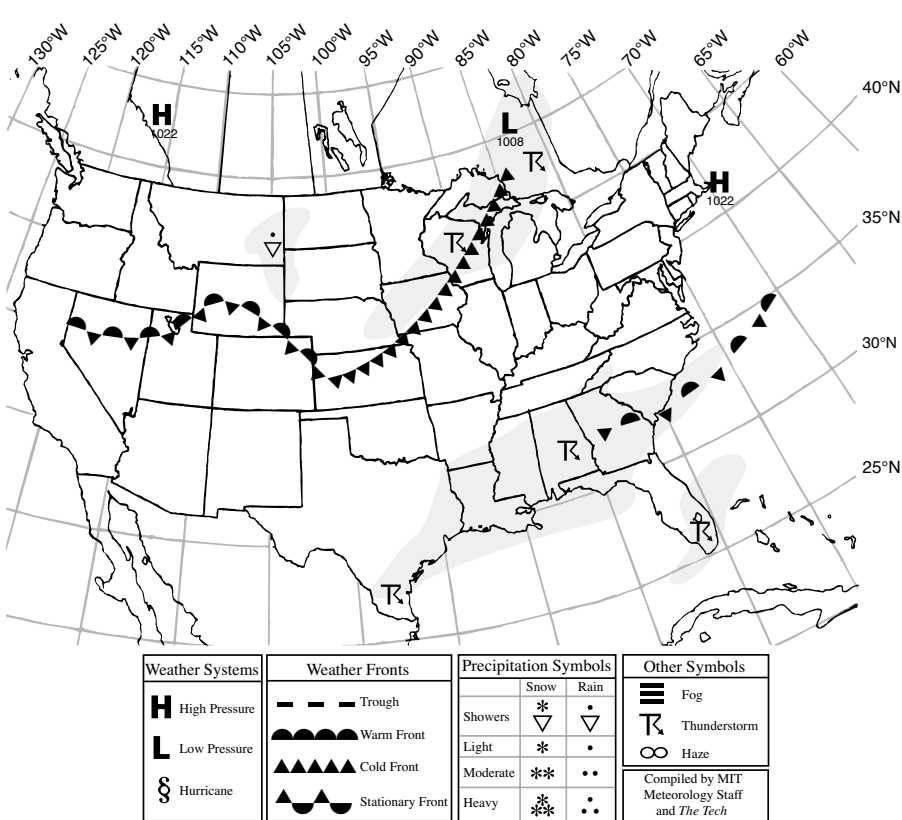 130°W 125°W 120°W 115°W 110°W 105°W 100°W 95°W 90°W 85°W 80°W 75°W 70°W 65°W 60°W
40°N
35°N
30°N
25°N
H
1022
L
1008
H
1022
Weather Systems
H High Pressure
L Low Pressure
§ Hurricane
Weather Fronts
Trough
Warm Front
Cold Front
Stationary Front
Precipitation Symbols
Snow Rain
Showers
Light
Moderate
Heavy
Other Symbols
Fog
Thunderstorm
Haze
Compiled by MIT
Meteorology Staff
and The Tech